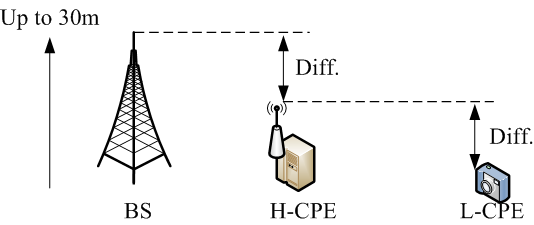 Up to 30m
Diff.
Diff.
BS
H-CPE
L-CPE